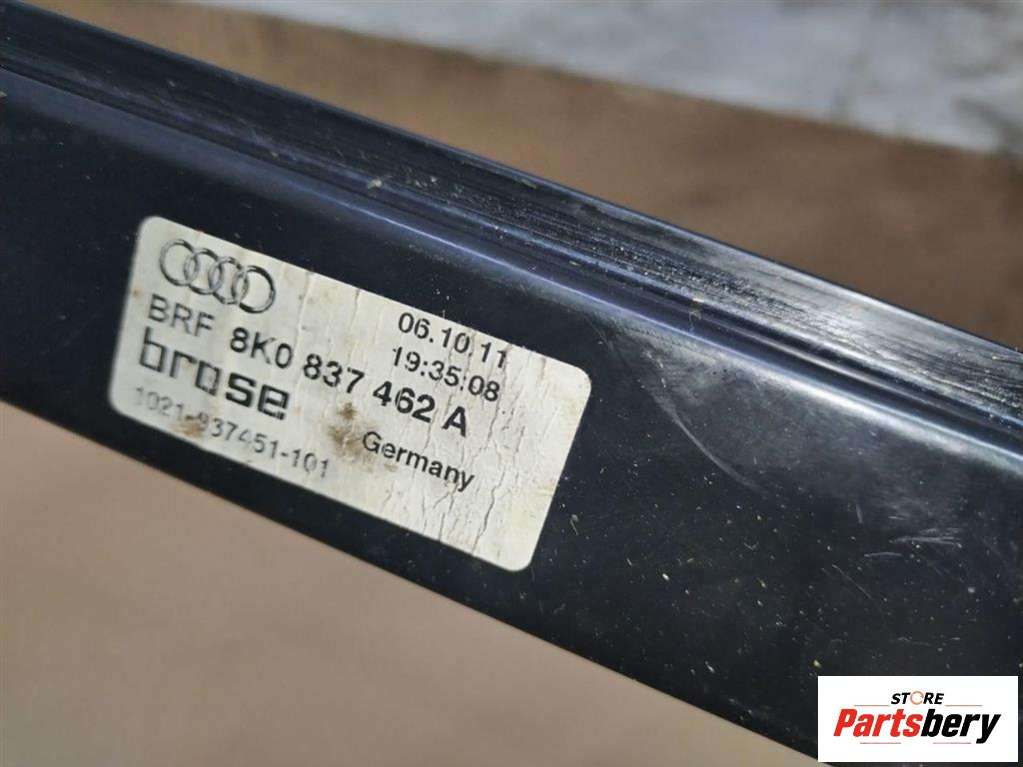 06.10.11
19:35:08
BRF 8K0 837 462 A
brose
Germany
1021-937451-101
STORE
Partsbery